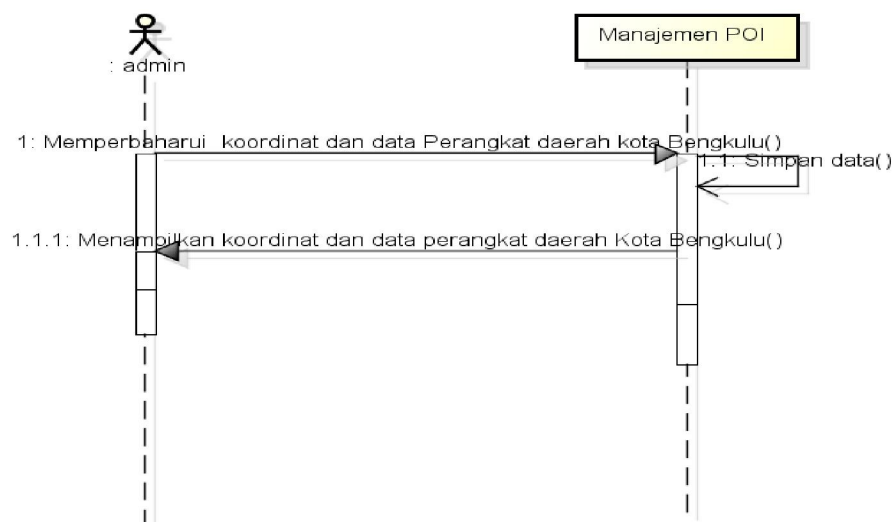 : admin
Manajemen POI
1: Memperbaharui koordinat dan data Perangkat daerah kota Bengkulu()
1.1: Simpan data()
1.1.1: Menampilkan koordinat dan data perangkat daerah Kota Bengkulu()